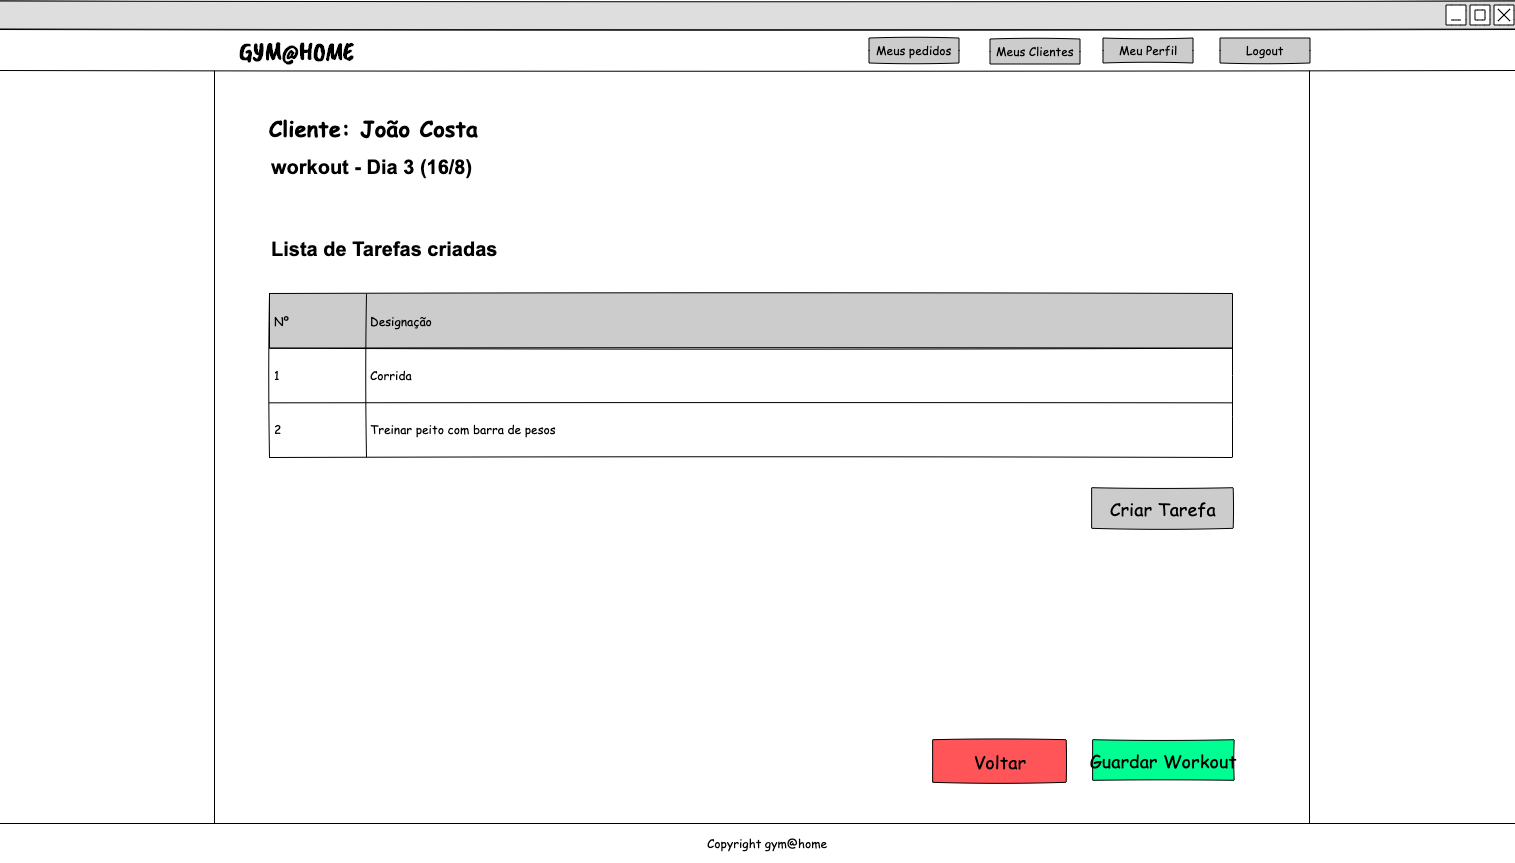 GYM@HOME
Meus pedidos
Meus Clientes
Meu Perfil
Logout
Cliente: João Costa
workout - Dia 3 (16/8)
Lista de Tarefas criadas
Nº Designação
1 Corrida
2 Treinar peito com barra de pesos
Criar Tarefa
Voltar
Guardar Workout
Copyright gym@home